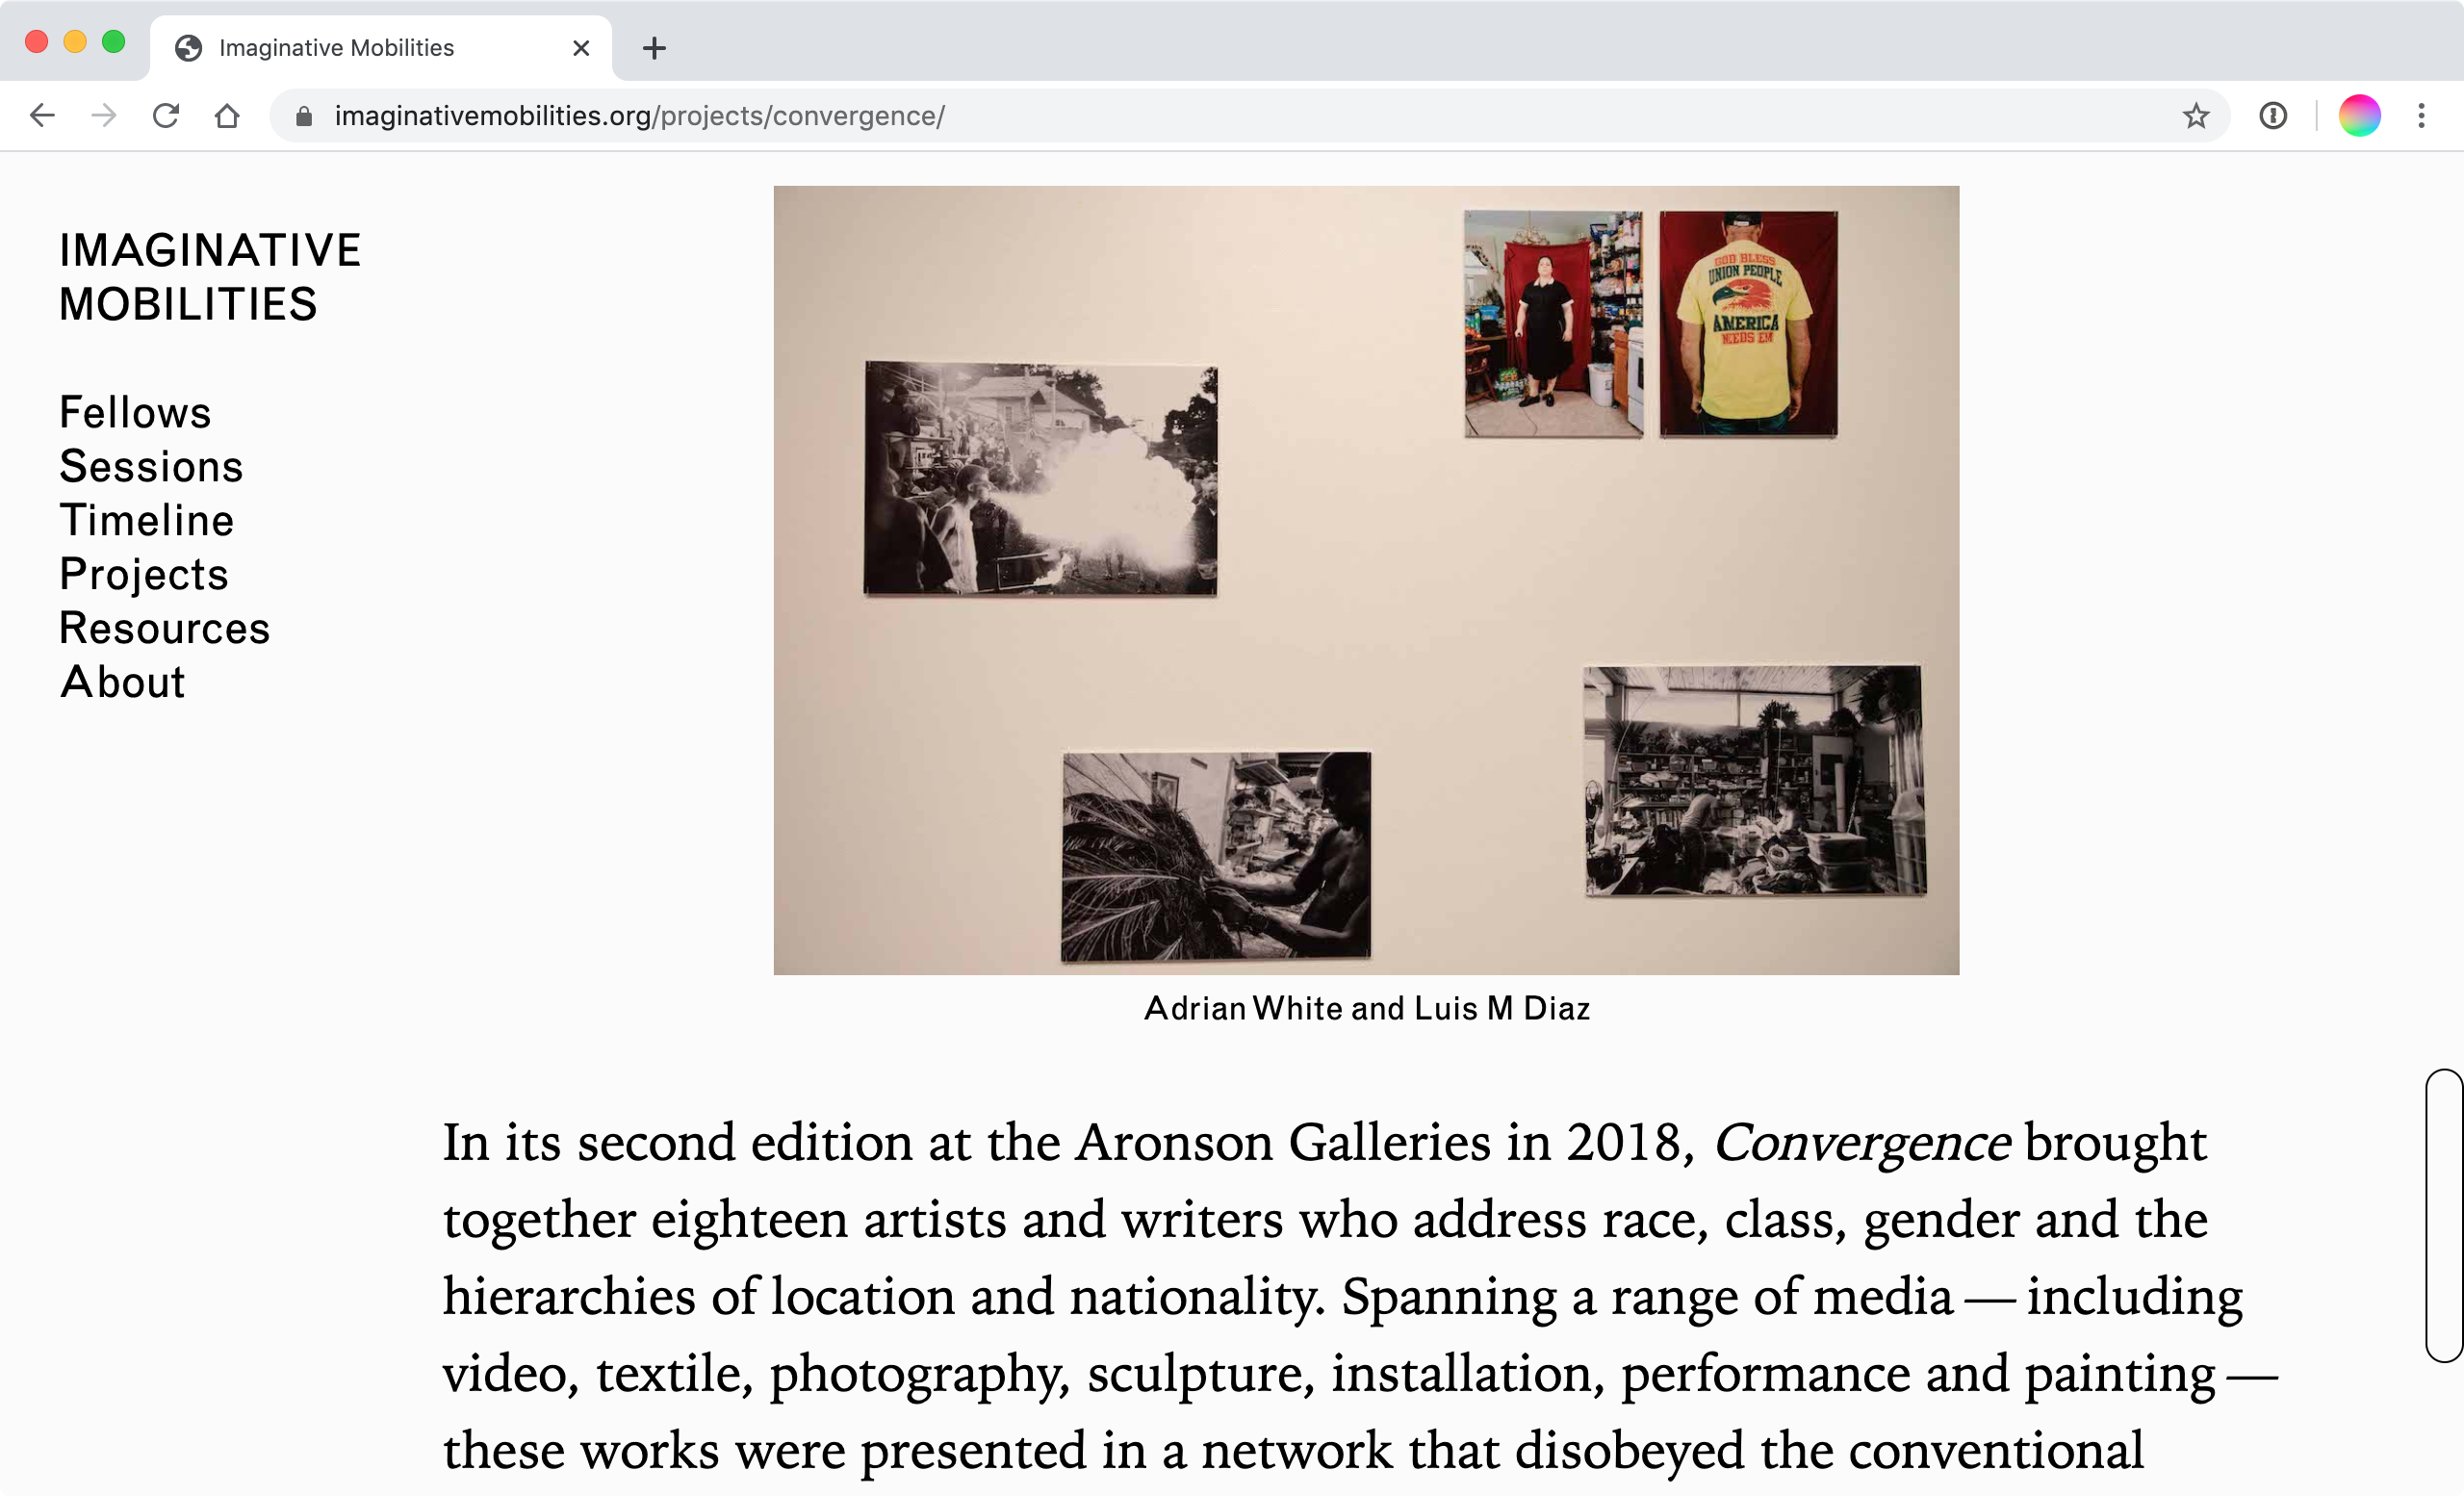 Imaginative Mobilities
imaginativemobilities.org/projects/convergence/
IMAGINATIVE
MOBILITIES
Fellows
Sessions
Timeline
Projects
Resources
About
GOD BLESS
UNION PEOPLE
AMERICA
NEEDS EM
Adrian White and Luis M Diaz
In its second edition at the Aronson Galleries in 2018, Convergence brought
together eighteen artists and writers who address race, class, gender and the
hierarchies of location and nationality. Spanning a range of media — including
video, textile, photography, sculpture, installation, performance and painting —
these works were presented in a network that disobeyed the conventional